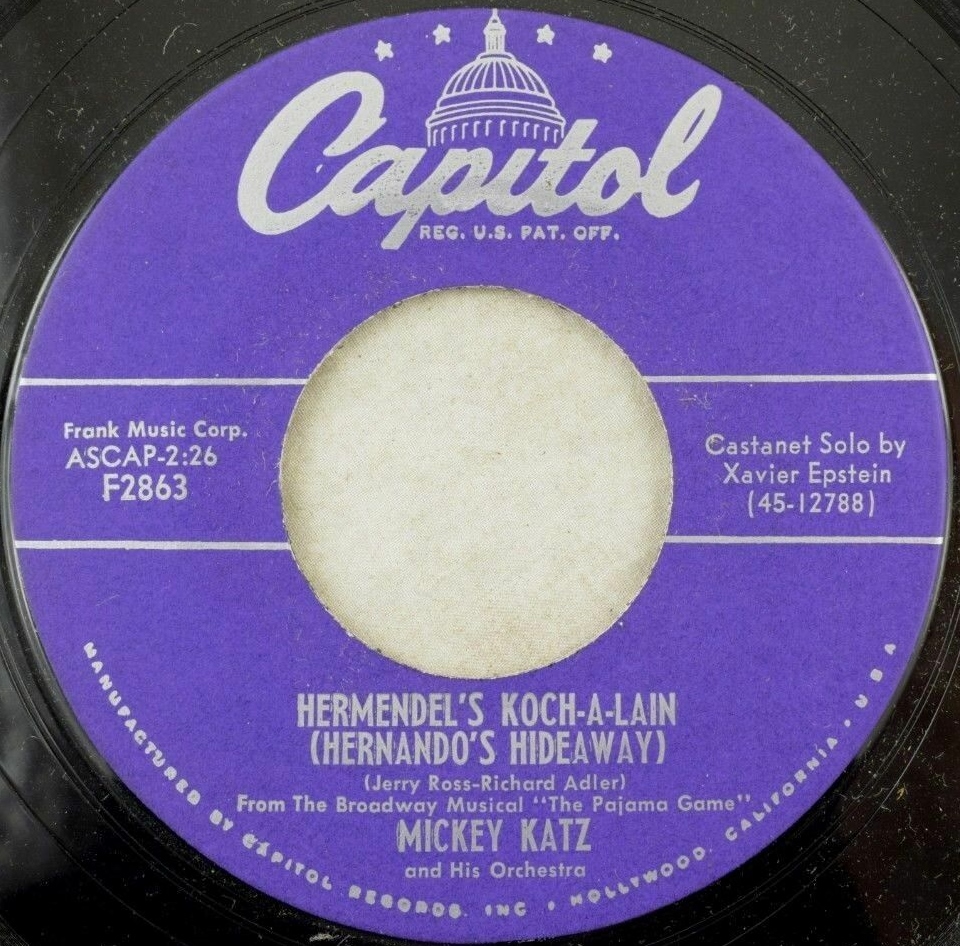 Capitol
REG. U.S. PAT. OFF.
Frank Music Corp.
ASCAP-2:26
F2863
Castanet Solo by
Xavier Epstein
(45-12788)
HERMENDEL'S KOCH-A-LAIN
(HERNANDO'S HIDEAWAY)
(Jerry Ross-Richard Adler)
From The Broadway Musical "The Pajama Game"
MICKEY KATZ
and His Orchestra
MANUFACTURED BY CAPITOL RECORDS, INC • HOLLYWOOD, CALIFORNIA • U S A